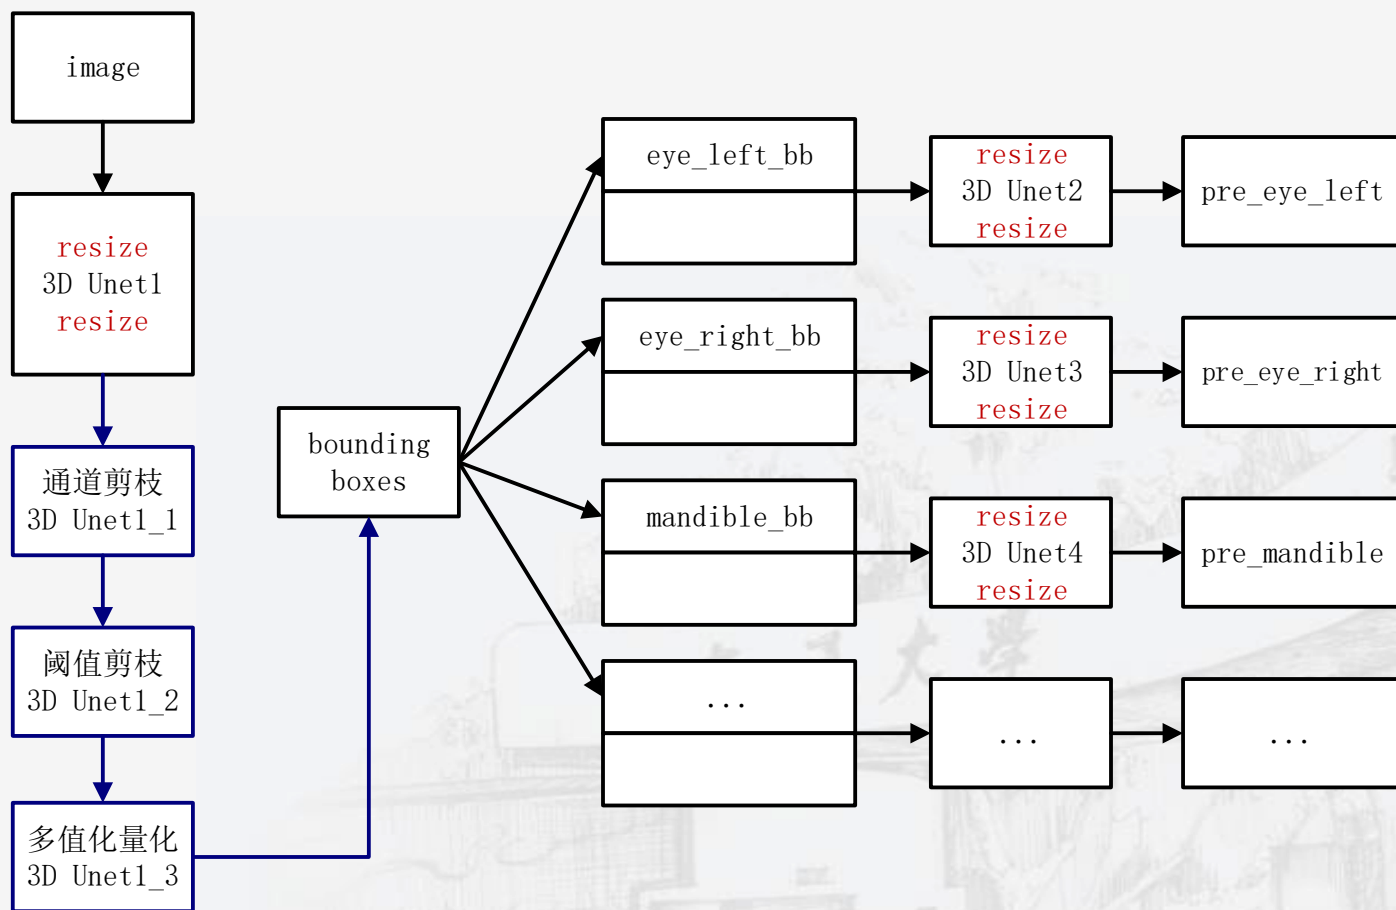 image
resize
3D Unet1
resize
通道剪枝
3D Unet1_1
阈值剪枝
3D Unet1_2
多值化量化
3D Unet1_3
bounding
boxes
eye_left_bb
resize
3D Unet2
resize
pre_eye_left
eye_right_bb
resize
3D Unet3
resize
pre_eye_right
mandible_bb
resize
3D Unet4
resize
pre_mandible
...
...
...
大學